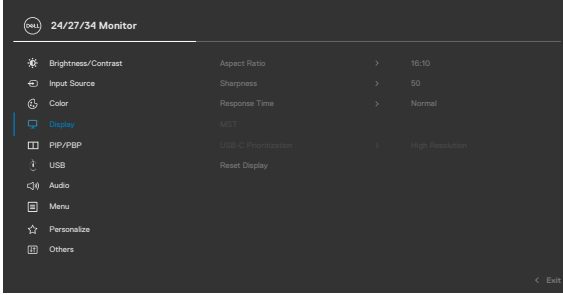 DELL 24/27/34 Monitor
Brightness/Contrast Aspect Ratio > 16:10
Input Source Sharpness > 50
Color Response Time > Normal
Display MST
PIP/PBP USB-C Prioritization > High Resolution
USB Reset Display
Audio
Menu
Personalize
Others
< Exit